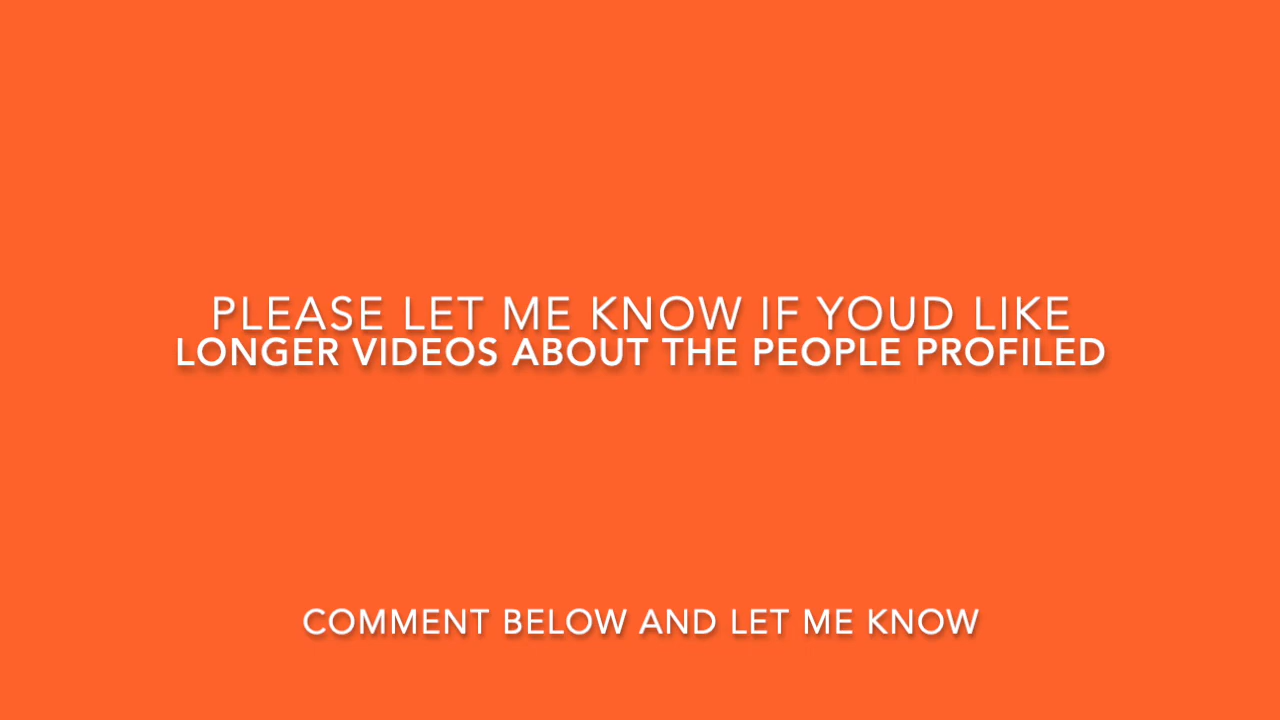 PLEASE LET ME KNOW IF YOUD LIKE
LONGER VIDEOS ABOUT THE PEOPLE PROFILED
COMMENT BELOW AND LET ME KNOW